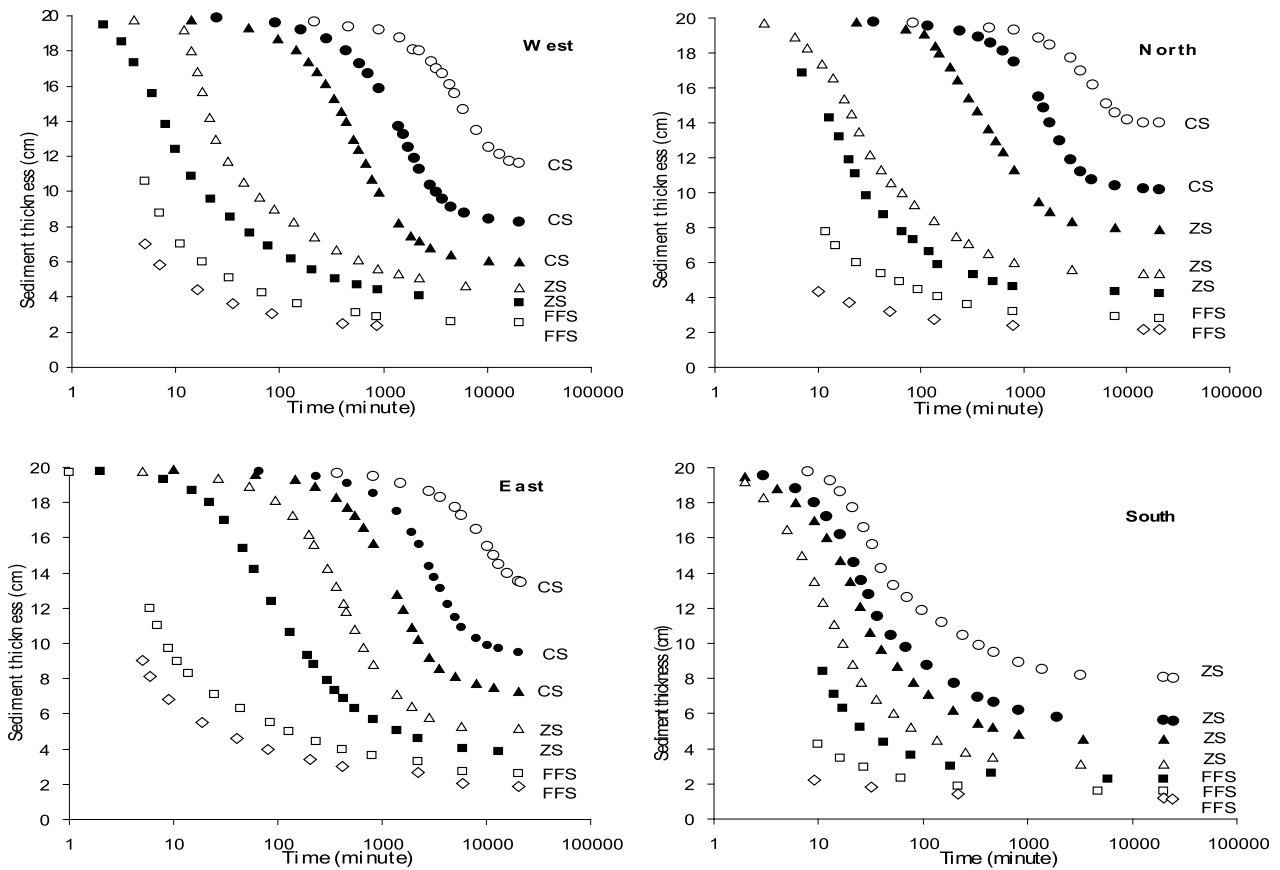 West
Sediment thickness (cm)
20
18
16
14
12
10
8
6
4
2
0
CS
CS
CS
ZS
ZS
FFS
FFS
1 10 100 1000 10000 100000
Time (minute)
North
Sediment thickness (cm)
20
18
16
14
12
10
8
6
4
2
0
CS
CS
ZS
ZS
ZS
FFS
FFS
1 10 100 1000 10000 100000
Time (minute)
East
Sediment thickness (cm)
20
18
16
14
12
10
8
6
4
2
0
CS
CS
CS
ZS
ZS
FFS
FFS
1 10 100 1000 10000 100000
Time (minute)
South
Sediment thickness (cm)
20
18
16
14
12
10
8
6
4
2
0
ZS
ZS
ZS
ZS
FFS
FFS
FFS
1 10 100 1000 10000 100000
Time (minute)